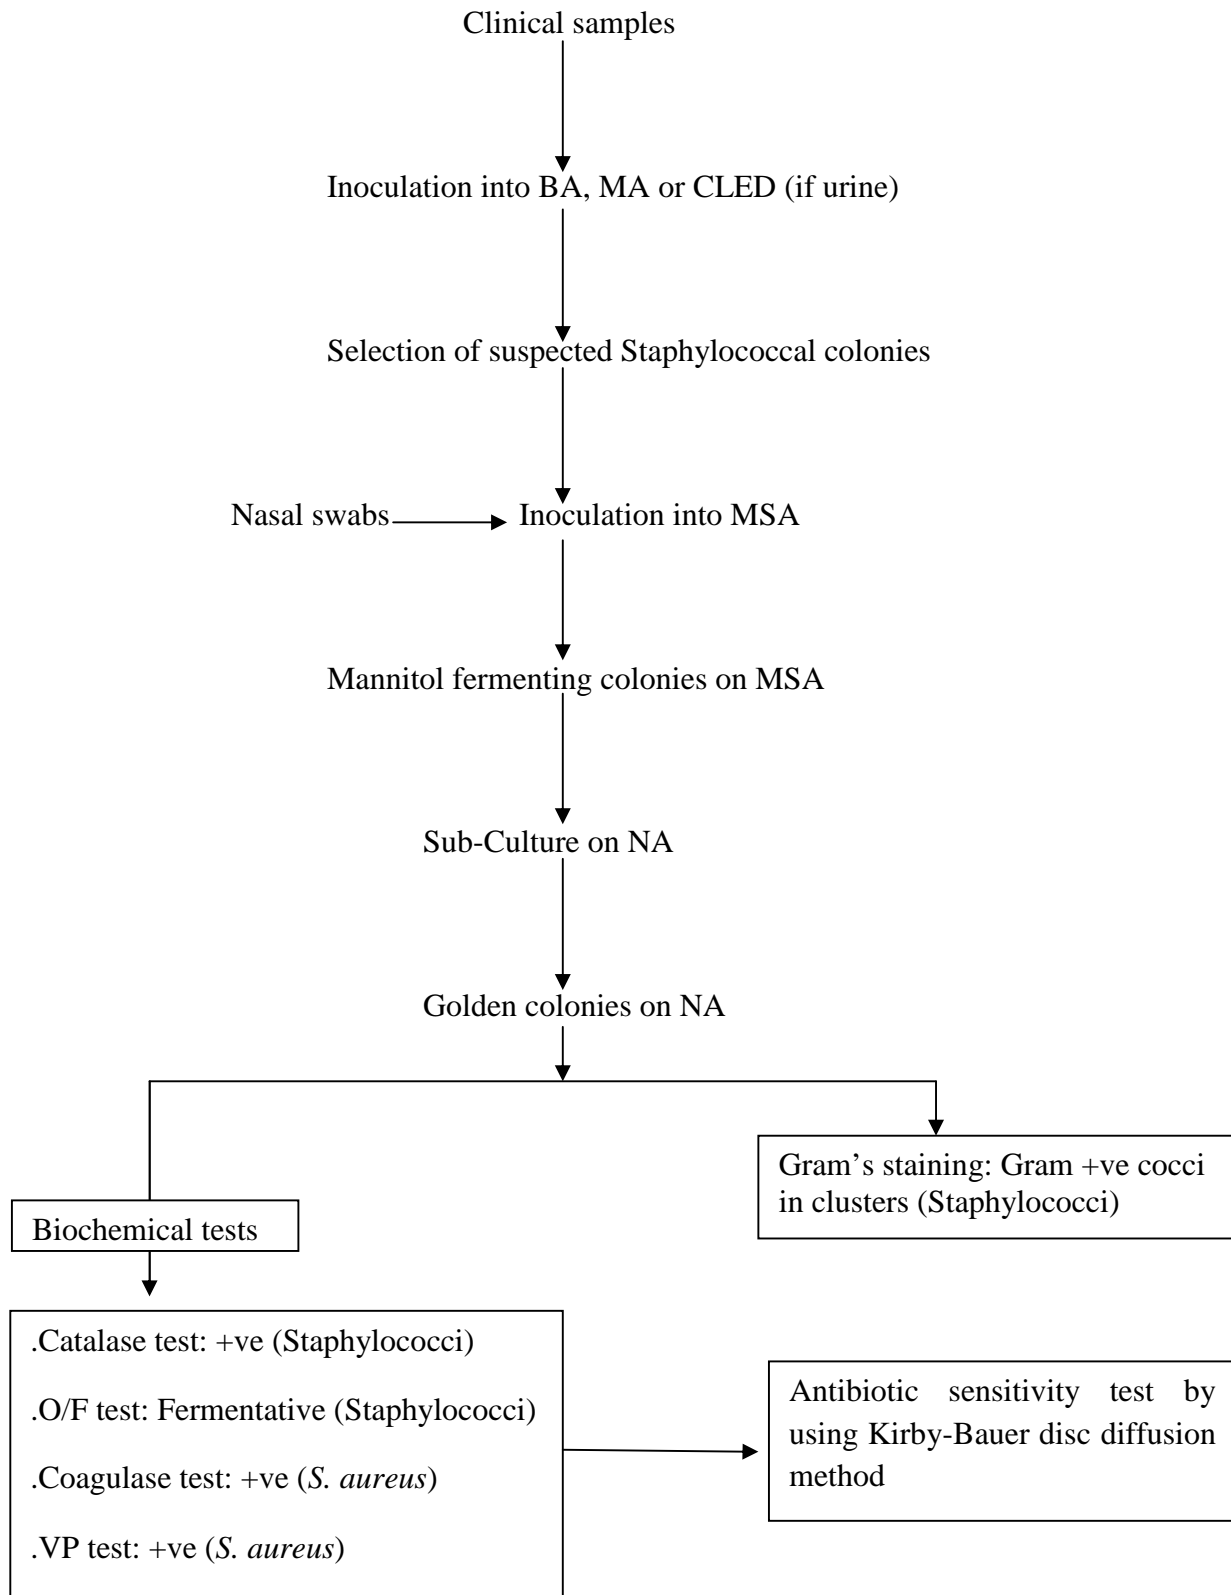 Clinical samples
Inoculation into BA, MA or CLED (if urine)
Selection of suspected Staphylococcal colonies
Nasal swabs
Inoculation into MSA
Mannitol fermenting colonies on MSA
Sub-Culture on NA
Golden colonies on NA
Gram’s staining: Gram +ve cocci
in clusters (Staphylococci)
Biochemical tests
.Catalase test: +ve (Staphylococci)
.O/F test: Fermentative (Staphylococci)
.Coagulase test: +ve (S. aureus)
.VP test: +ve (S. aureus)
Antibiotic sensitivity test by
using Kirby-Bauer disc diffusion
method